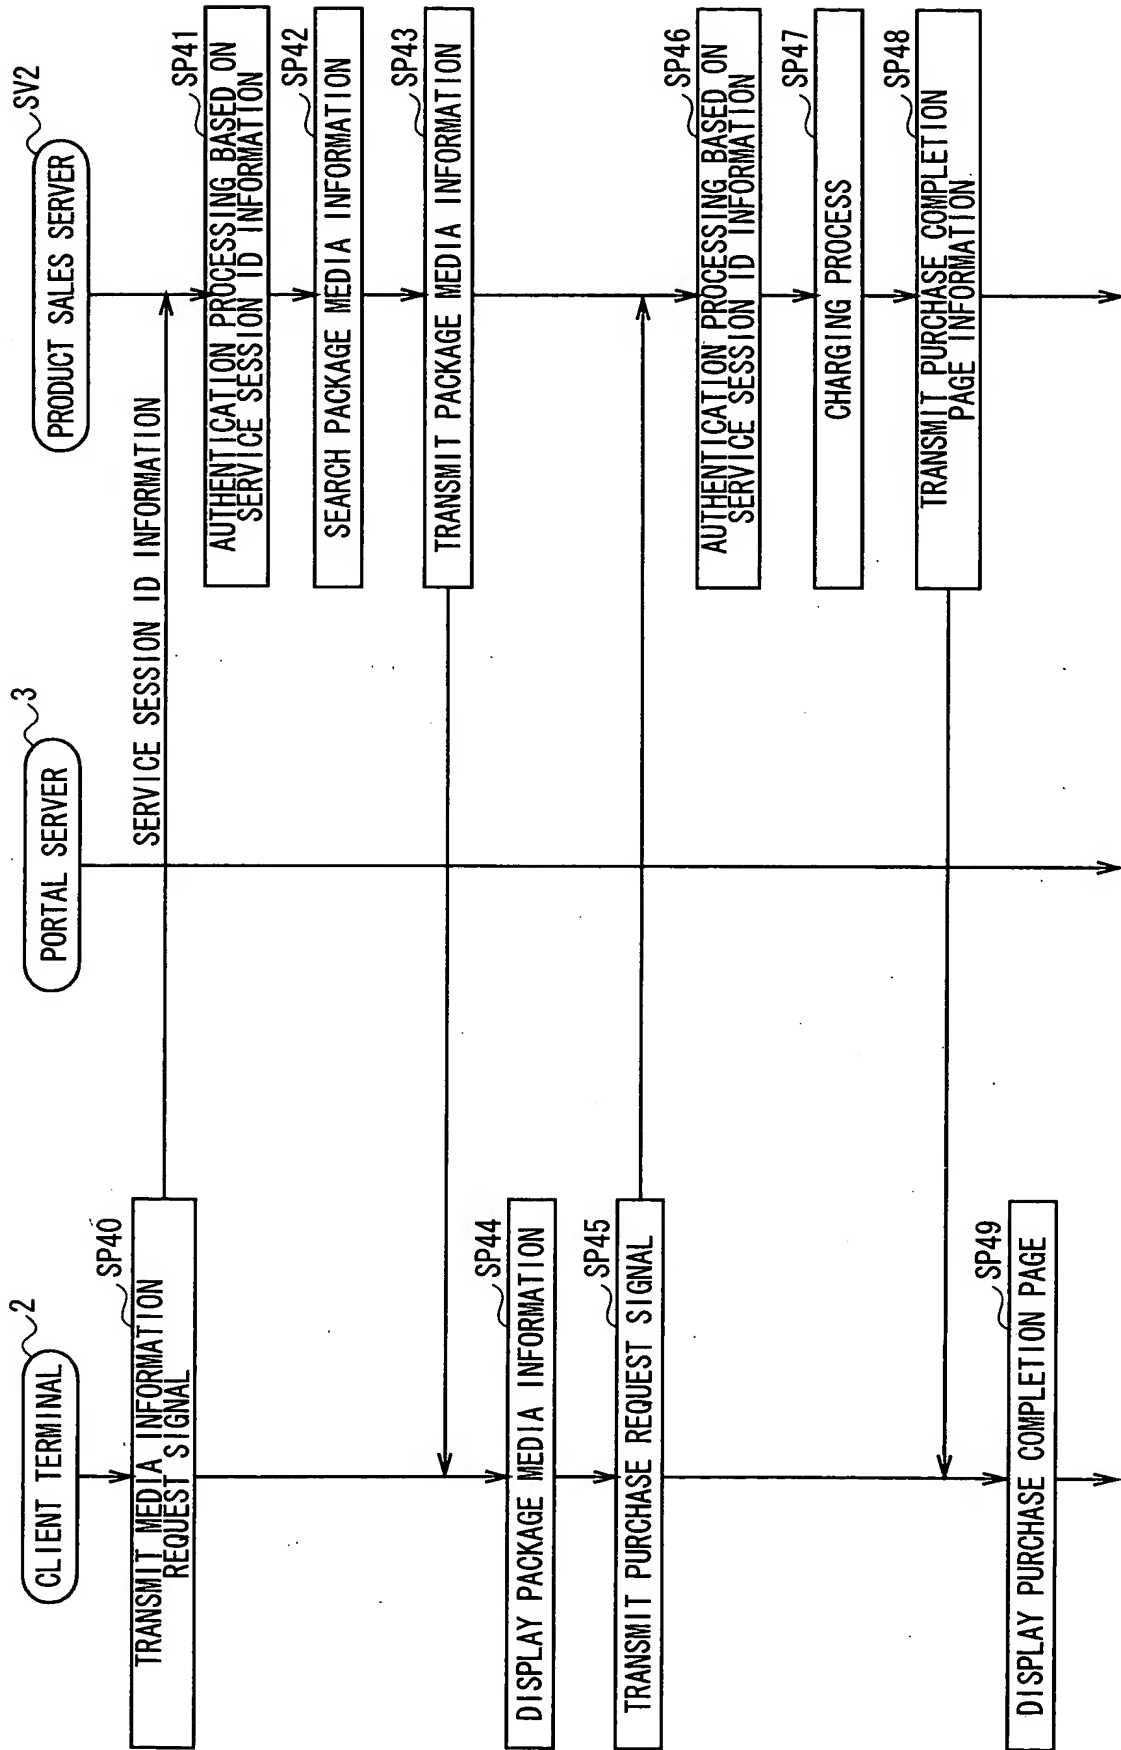 CLIENT TERMINAL
2
PORTAL SERVER
3
PRODUCT SALES SERVER
SV2
SP40
TRANSMIT MEDIA INFORMATION
REQUEST SIGNAL
SERVICE SESSION ID INFORMATION
SP41
AUTHENTICATION PROCESSING BASED ON
SERVICE SESSION ID INFORMATION
SP42
SEARCH PACKAGE MEDIA INFORMATION
SP43
TRANSMIT PACKAGE MEDIA INFORMATION
SP44
DISPLAY PACKAGE MEDIA INFORMATION
SP45
TRANSMIT PURCHASE REQUEST SIGNAL
SP46
AUTHENTICATION PROCESSING BASED ON
SERVICE SESSION ID INFORMATION
SP47
CHARGING PROCESS
SP48
TRANSMIT PURCHASE COMPLETION
PAGE INFORMATION
SP49
DISPLAY PURCHASE COMPLETION PAGE